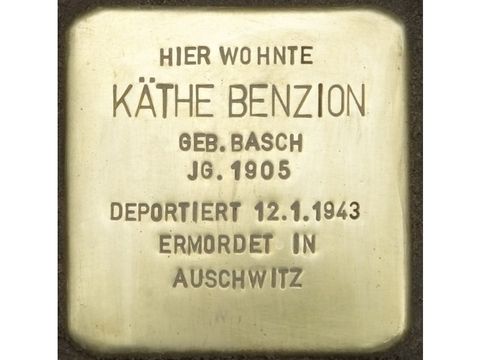 HIER WOHNTE
KÄTHE BENZION
GEB. BASCH
JG. 1905
DEPORTIERT 12.1.1943
ERMORDET IN
AUSCHWITZ